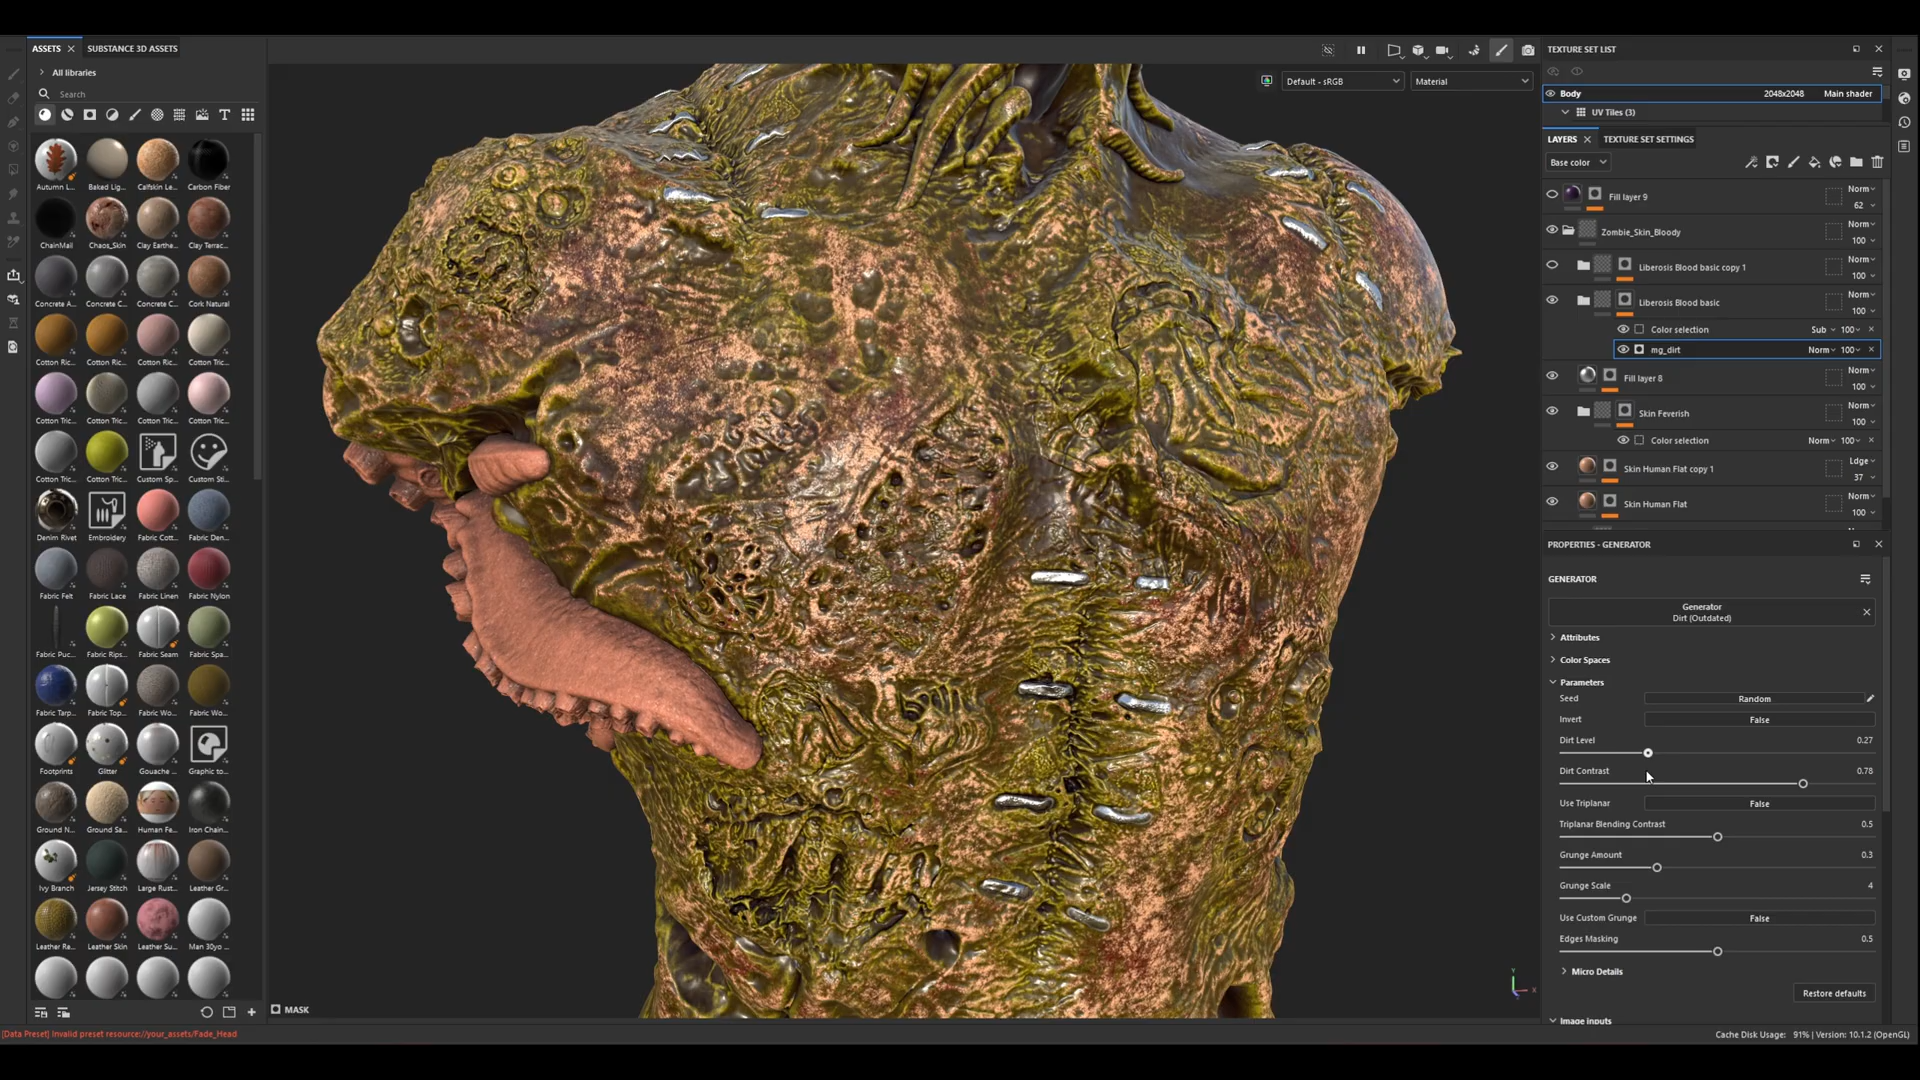 ASSETS
SUBSTANCE 3D ASSETS
All libraries
Search
Autumn L...
Baked Lig...
Calfskin Le...
Carbon Fiber
ChainMail
Chaos_Skin
Clay Earthe...
Clay Terrac...
Concrete A...
Concrete C...
Concrete C...
Cork Natural
Cotton Ric...
Cotton Ric...
Cotton Ric...
Cotton Tric...
Cotton Tric...
Cotton Tric...
Cotton Tric...
Cotton Tric...
Cotton Tric...
Cotton Tric...
Custom Sp...
Custom Sti...
Denim Rivet
Embroidery
Fabric Cott...
Fabric Den...
Fabric Felt
Fabric Lace
Fabric Linen
Fabric Nylon
Fabric Puc...
Fabric Rips...
Fabric Seam
Fabric Spa...
Fabric Tarp...
Fabric Top...
Fabric Wo...
Fabric Wo...
Footprints
Glitter
Gouache ...
Graphic to...
Ground N...
Ground Sa...
Human Fe...
Iron Chain...
Ivy Branch
Jersey Stitch
Large Rust...
Leather Gr...
Leather Re...
Leather Skin
Leather Su...
Man 30yo ...
Default - sRGB
Material
MASK
Y
X
TEXTURE SET LIST
Body 2048x2048 Main shader
UV Tiles (3)
LAYERS
TEXTURE SET SETTINGS
Base color
Fill layer 9 Norm 62
Zombie_Skin_Bloody Norm 100
Liberosis Blood basic copy 1 Norm 100
Liberosis Blood basic Norm 100
Color selection Sub 100
mg_dirt Norm 100
Fill layer 8 Norm 100
Skin Feverish Norm 100
Color selection Norm 100
Skin Human Flat copy 1 Ldge 37
Skin Human Flat Norm 100
PROPERTIES - GENERATOR
GENERATOR
Generator
Dirt (Outdated)
Attributes
Color Spaces
Parameters
Seed Random
Invert False
Dirt Level 0.27
Dirt Contrast 0.78
Use Triplanar False
Triplanar Blending Contrast 0.5
Grunge Amount 0.3
Grunge Scale 4
Use Custom Grunge False
Edges Masking 0.5
Micro Details
Restore defaults
Image inputs
[Data Preset] Invalid preset resource://your_assets/Fade_Head
Cache Disk Usage: 91% | Version: 10.1.2 (OpenGL)